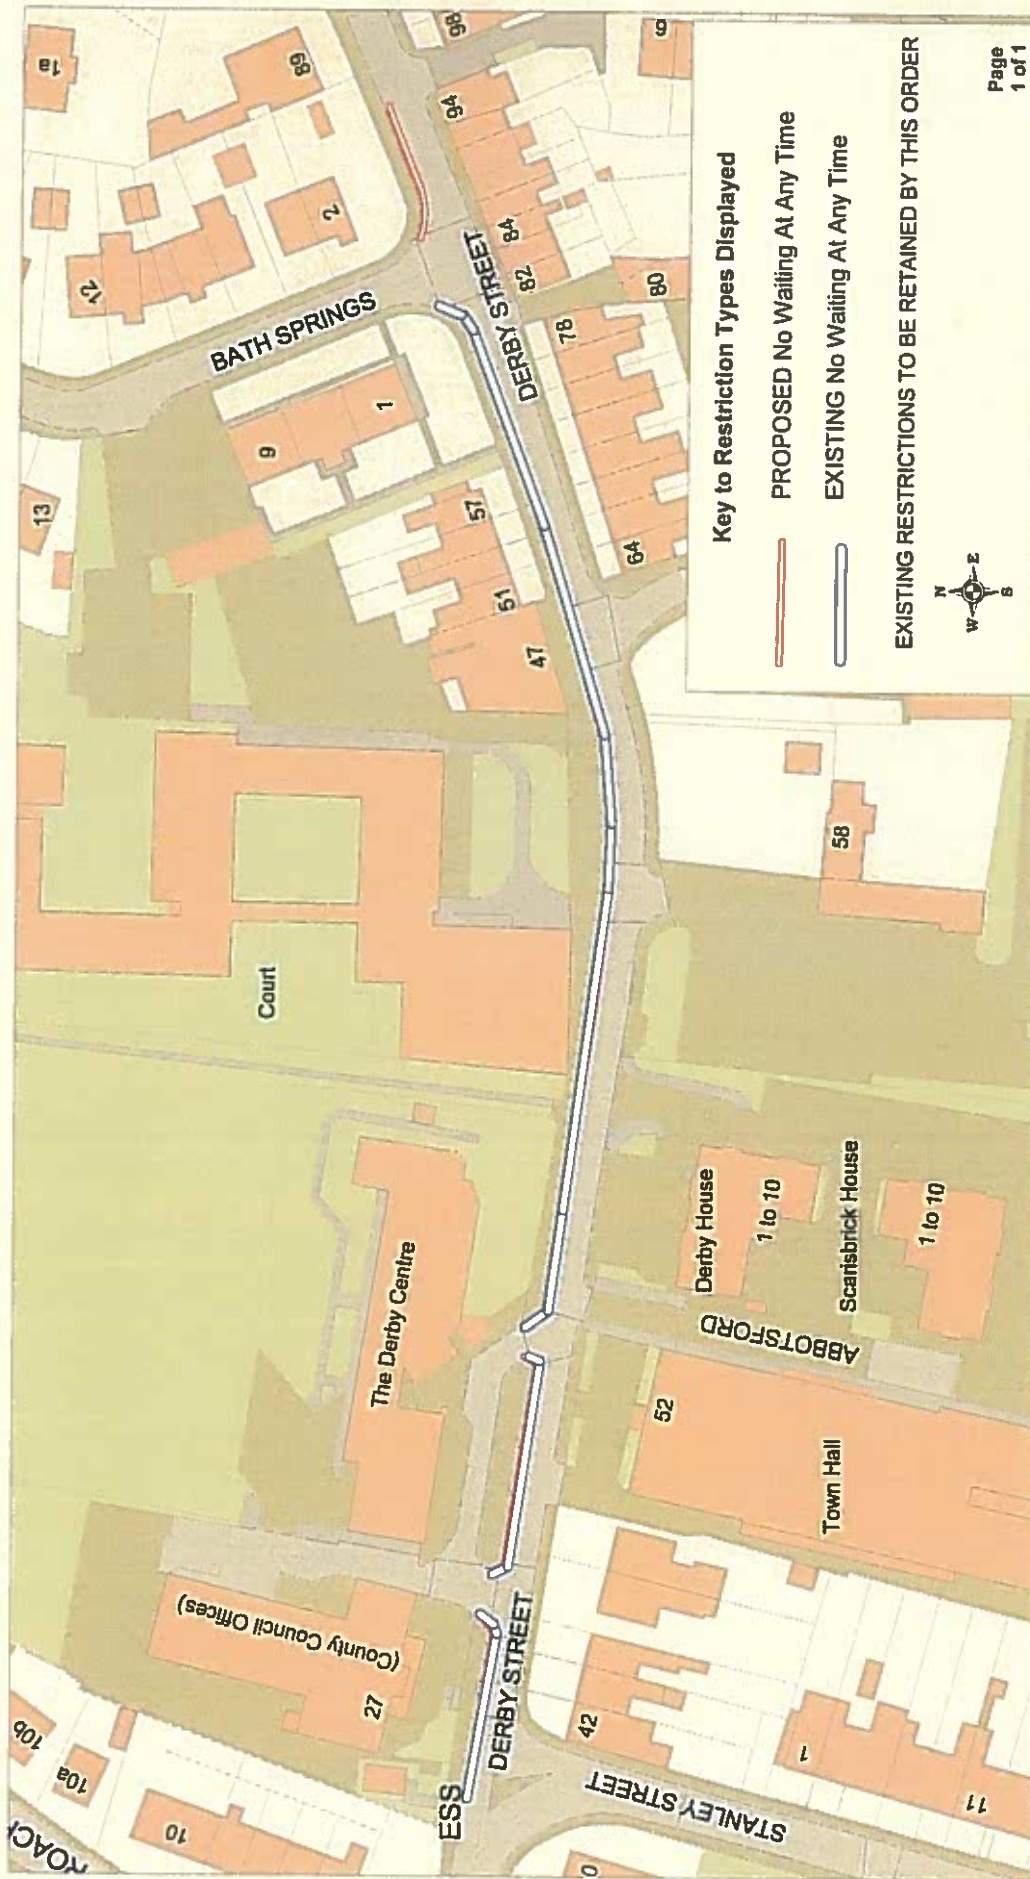 ROACH
10b
10a
10
27
(County Council Offices)
The Derby Centre
Court
13
9
1
12
2
89
1a
BATH SPRINGS
47
51
57
ESS
DERBY STREET
DERBY STREET
STANLEY STREET
42
1
11
0
52
Town Hall
ABBOTSFORD
Derby House
1 to 10
Scarisbrick House
1 to 10
58
64
78
80
82
84
94
98
9
Key to Restriction Types Displayed
PROPOSED No Waiting At Any Time
EXISTING No Waiting At Any Time
EXISTING RESTRICTIONS TO BE RETAINED BY THIS ORDER
N
W E
S
Page
1 of 1